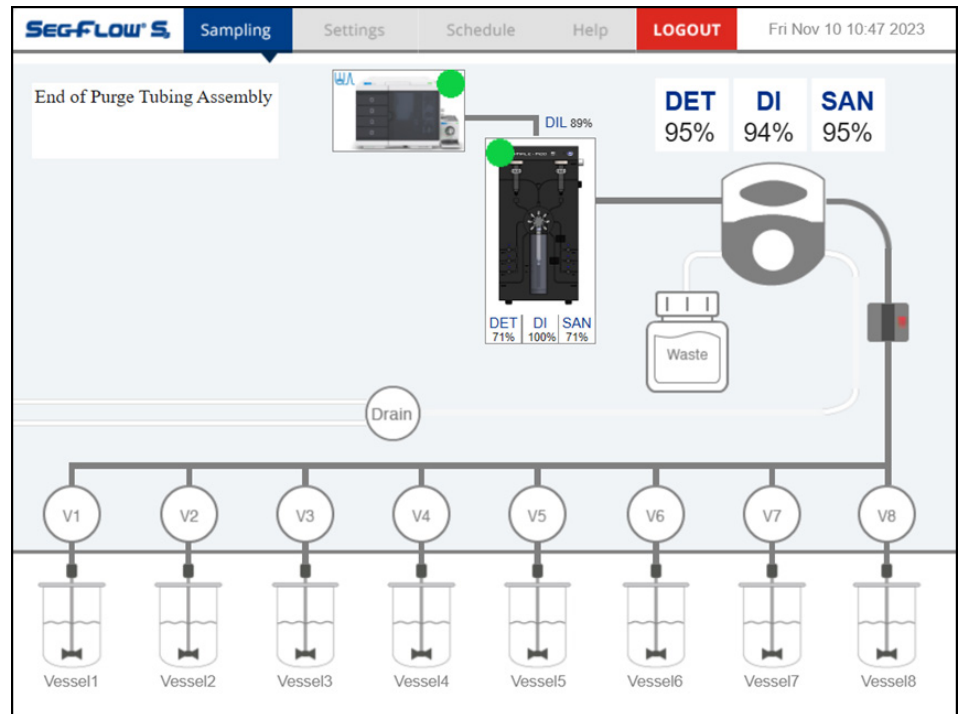 SEG-FLOW® S₃ Sampling Settings Schedule Help LOGOUT Fri Nov 10 10:47 2023
End of Purge Tubing Assembly
WA
DIL 89%
DET DI SAN
95% 94% 95%
DET DI SAN
71% 100% 71%
Waste
Drain
V1 V2 V3 V4 V5 V6 V7 V8
Vessel1 Vessel2 Vessel3 Vessel4 Vessel5 Vessel6 Vessel7 Vessel8